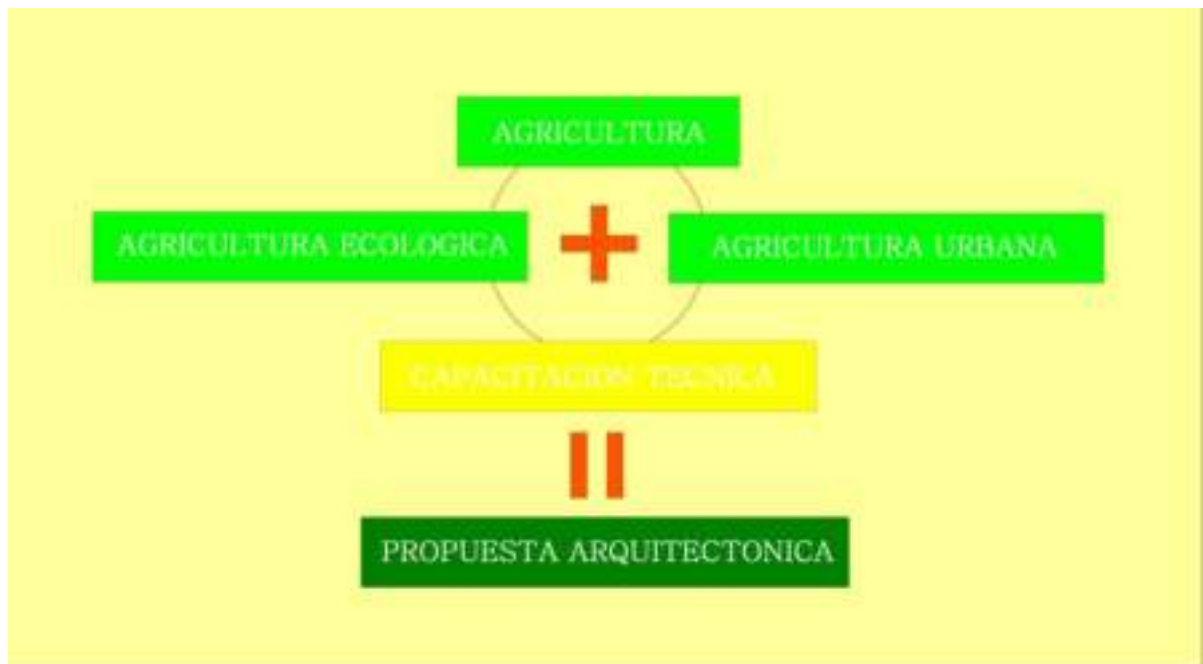 AGRICULTURA
AGRICULTURA ECOLOGICA
AGRICULTURA URBANA
CAPACITACION TECNICA
PROPUESTA ARQUITECTONICA